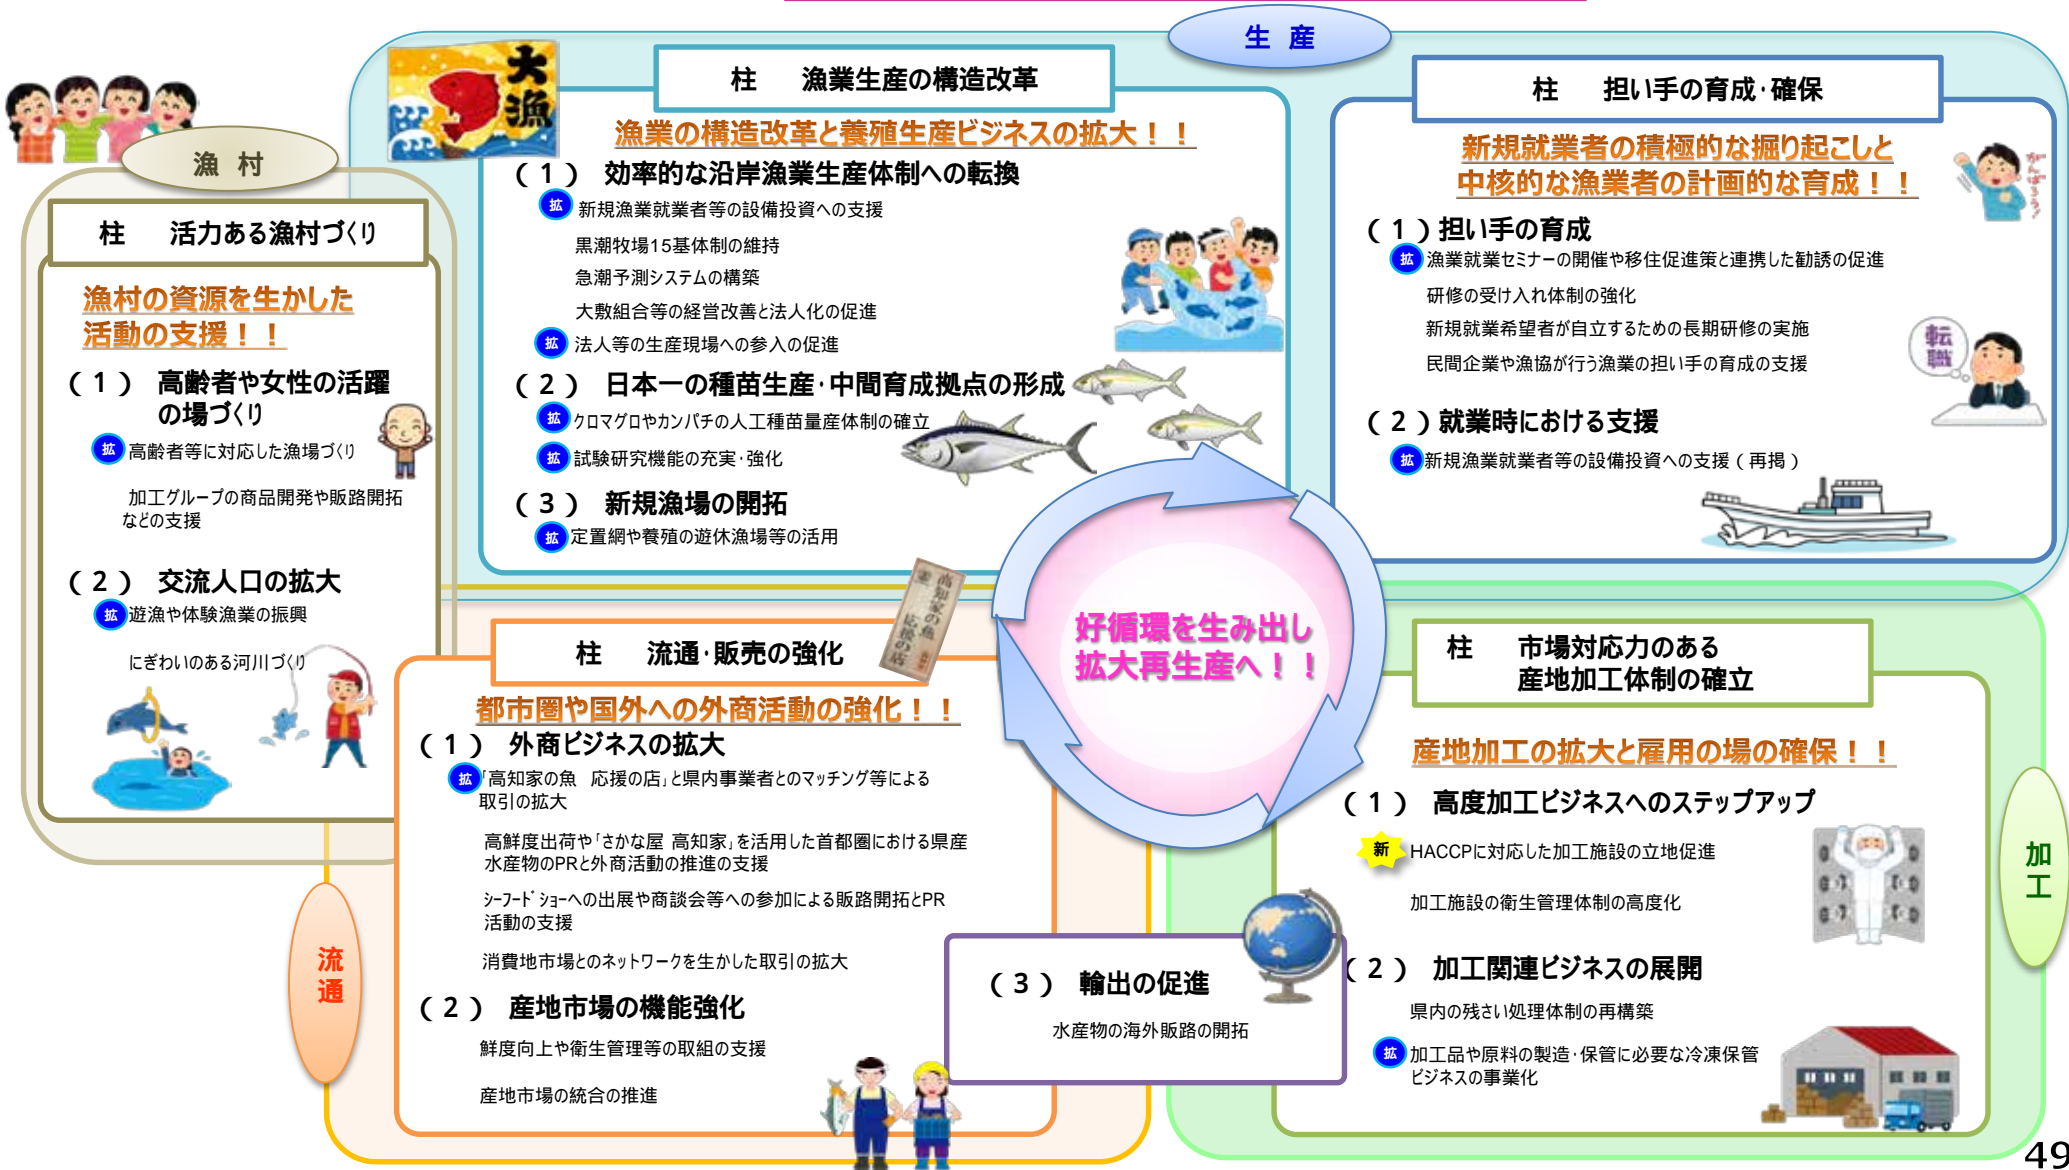 生 産
大漁
柱　漁業生産の構造改革
漁業の構造改革と養殖生産ビジネスの拡大！！
（１）　効率的な沿岸漁業生産体制への転換
拡 新規漁業就業者等の設備投資への支援
黒潮牧場15基体制の維持
急潮予測システムの構築
大敷組合等の経営改善と法人化の促進
拡 法人等の生産現場への参入の促進
（２）　日本一の種苗生産・中間育成拠点の形成
拡 クロマグロやカンパチの人工種苗量産体制の確立
拡 試験研究機能の充実・強化
（３）　新規漁場の開拓
拡 定置網や養殖の遊休漁場等の活用
柱　担い手の育成・確保
新規就業者の積極的な掘り起こしと
中核的な漁業者の計画的な育成！！
がんばろう!
（１）担い手の育成
拡 漁業就業セミナーの開催や移住促進策と連携した勧誘の促進
研修の受け入れ体制の強化
新規就業希望者が自立するための長期研修の実施
民間企業や漁協が行う漁業の担い手の育成の支援
転職
（２）就業時における支援
拡 新規漁業就業者等の設備投資への支援（再掲）
漁 村
柱　活力ある漁村づくり
漁村の資源を生かした
活動の支援！！
（１）　高齢者や女性の活躍
の場づくり
拡 高齢者等に対応した漁場づくり
加工グループの商品開発や販路開拓
などの支援
（２）　交流人口の拡大
拡 遊漁や体験漁業の振興
にぎわいのある河川づくり
好循環を生み出し
拡大再生産へ！！
流通
柱　流通・販売の強化
高知家の魚
応援の店
都市圏や国外への外商活動の強化！！
（１）　外商ビジネスの拡大
拡 「高知家の魚　応援の店」と県内事業者とのマッチング等による
取引の拡大
高鮮度出荷や「さかな屋 高知家」を活用した首都圏における県産
水産物のPRと外商活動の推進の支援
シーフードショーへの出展や商談会等への参加による販路開拓とPR
活動の支援
消費地市場とのネットワークを生かした取引の拡大
（２）　産地市場の機能強化
鮮度向上や衛生管理等の取組の支援
産地市場の統合の推進
（３）　輸出の促進
水産物の海外販路の開拓
加工
柱　市場対応力のある
産地加工体制の確立
産地加工の拡大と雇用の場の確保！！
（１）　高度加工ビジネスへのステップアップ
新 HACCPに対応した加工施設の立地促進
加工施設の衛生管理体制の高度化
（２）　加工関連ビジネスの展開
県内の残さい処理体制の再構築
拡 加工品や原料の製造・保管に必要な冷凍保管
ビジネスの事業化
49